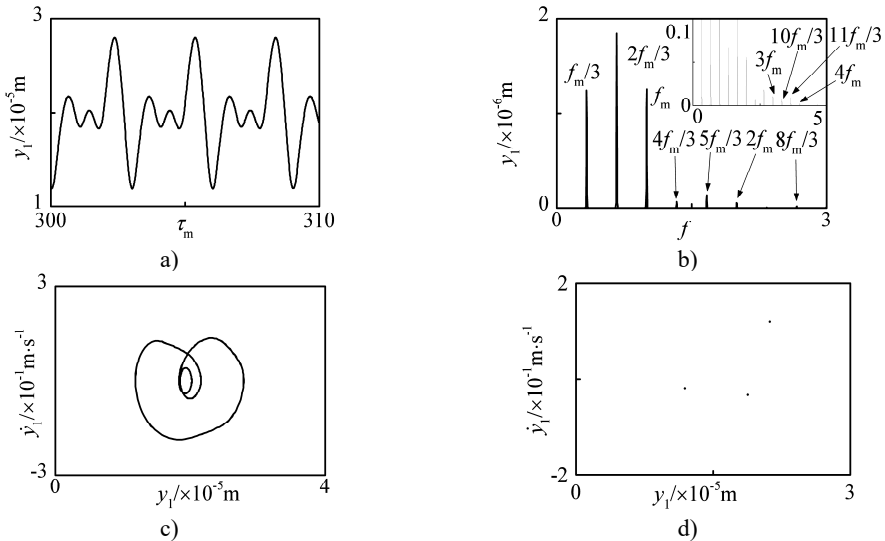 3
y₁/×10⁻⁵m
1
300
τₘ
310
a)
2
y₁/×10⁻⁶m
0
fₘ/3
2fₘ/3
fₘ
4fₘ/3
5fₘ/3
2fₘ
8fₘ/3
0.1
0
3fₘ
10fₘ/3
11fₘ/3
4fₘ
0
5
0
f
3
b)
3
ẏ₁/×10⁻¹m·s⁻¹
-3
0
y₁/×10⁻⁵m
4
c)
2
ẏ₁/×10⁻¹m·s⁻¹
-2
0
y₁/×10⁻⁵m
3
d)